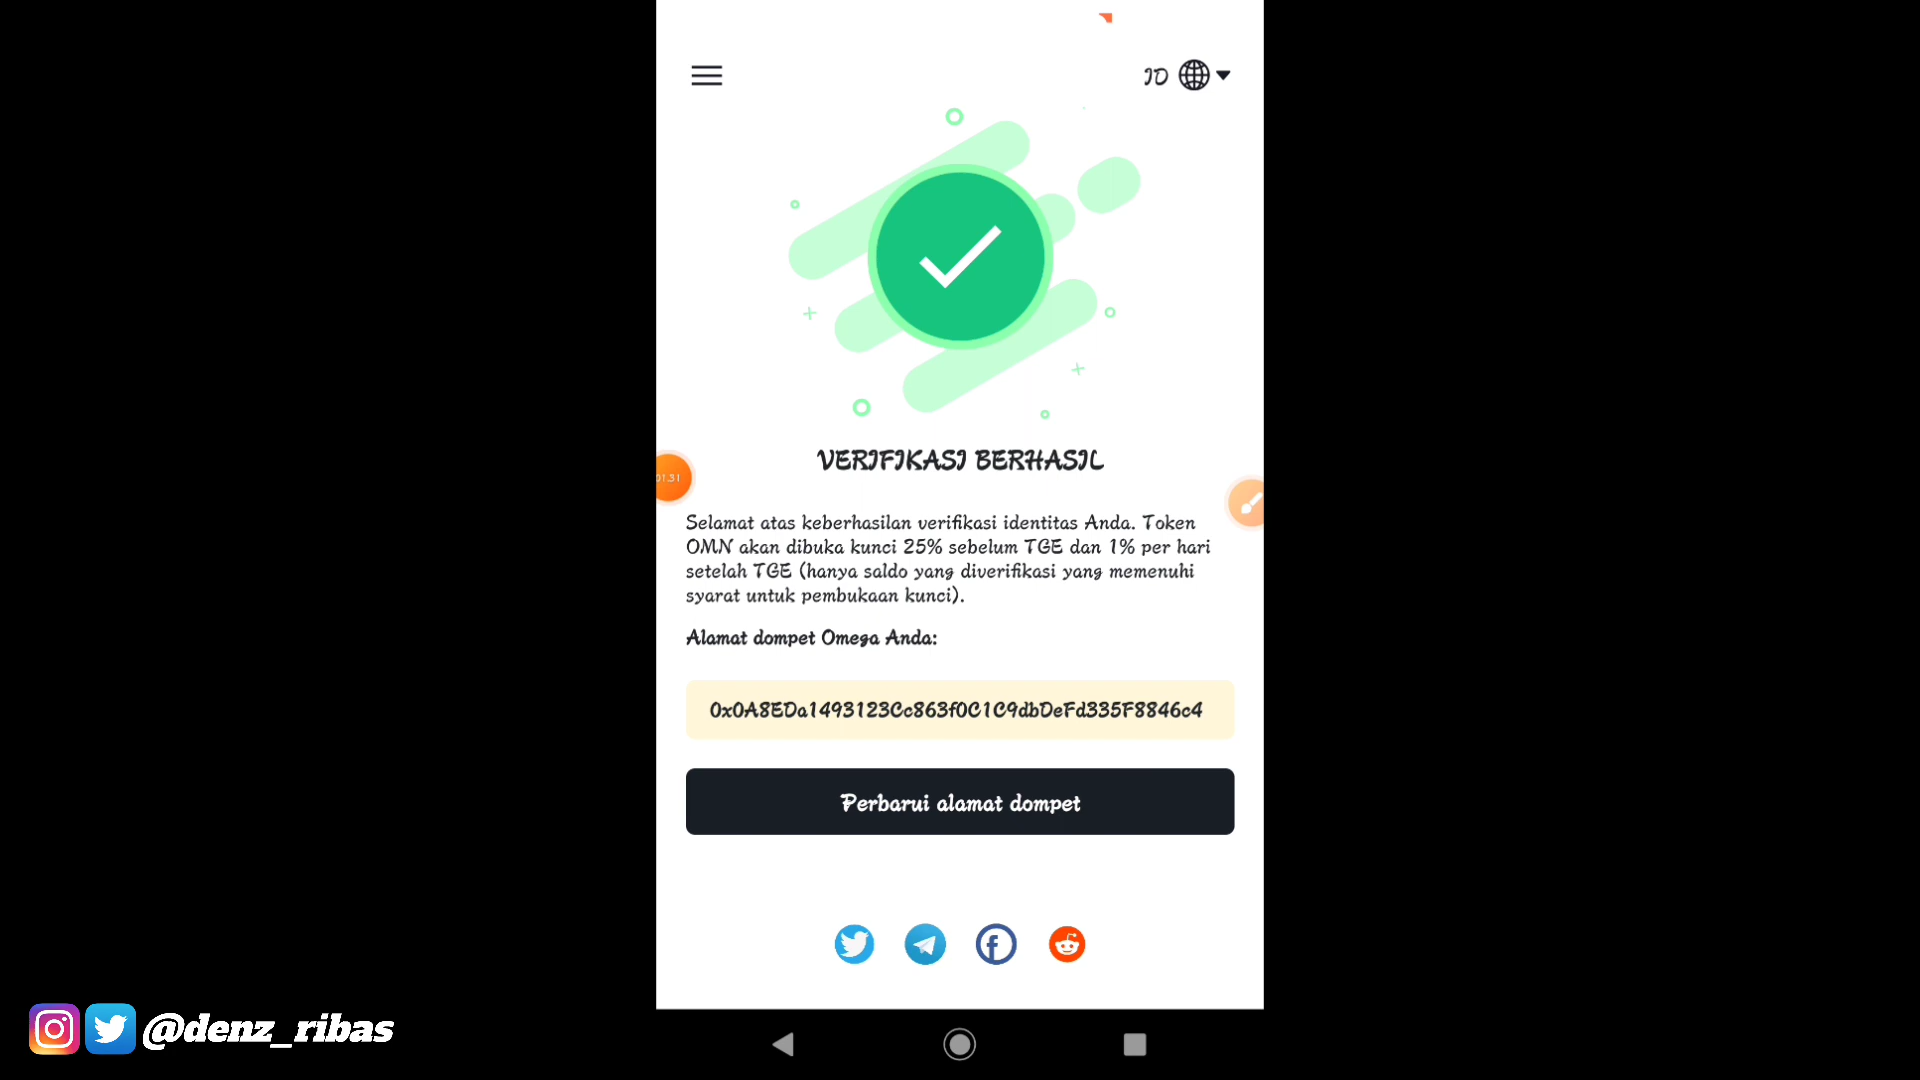 ID
VERIFIKASI BERHASIL
01:31
Selamat atas keberhasilan verifikasi identitas Anda. Token
OMN akan dibuka kunci 25% sebelum TGE dan 1% per hari
setelah TGE (hanya saldo yang diverifikasi yang memenuhi
syarat untuk pembukaan kunci).
Alamat dompet Omega Anda:
0x0A8EDa1493123Cc863f0C1C9dbDeFd335F8846c4
Perbarui alamat dompet
@denz_ribas